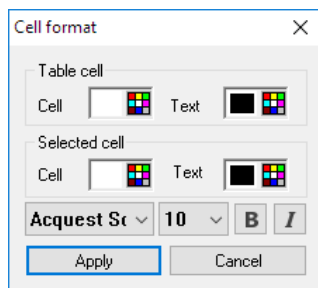 Cell format
Table cell
Cell Text
Selected cell
Cell Text
Acquest Sc 10 B I
Apply Cancel